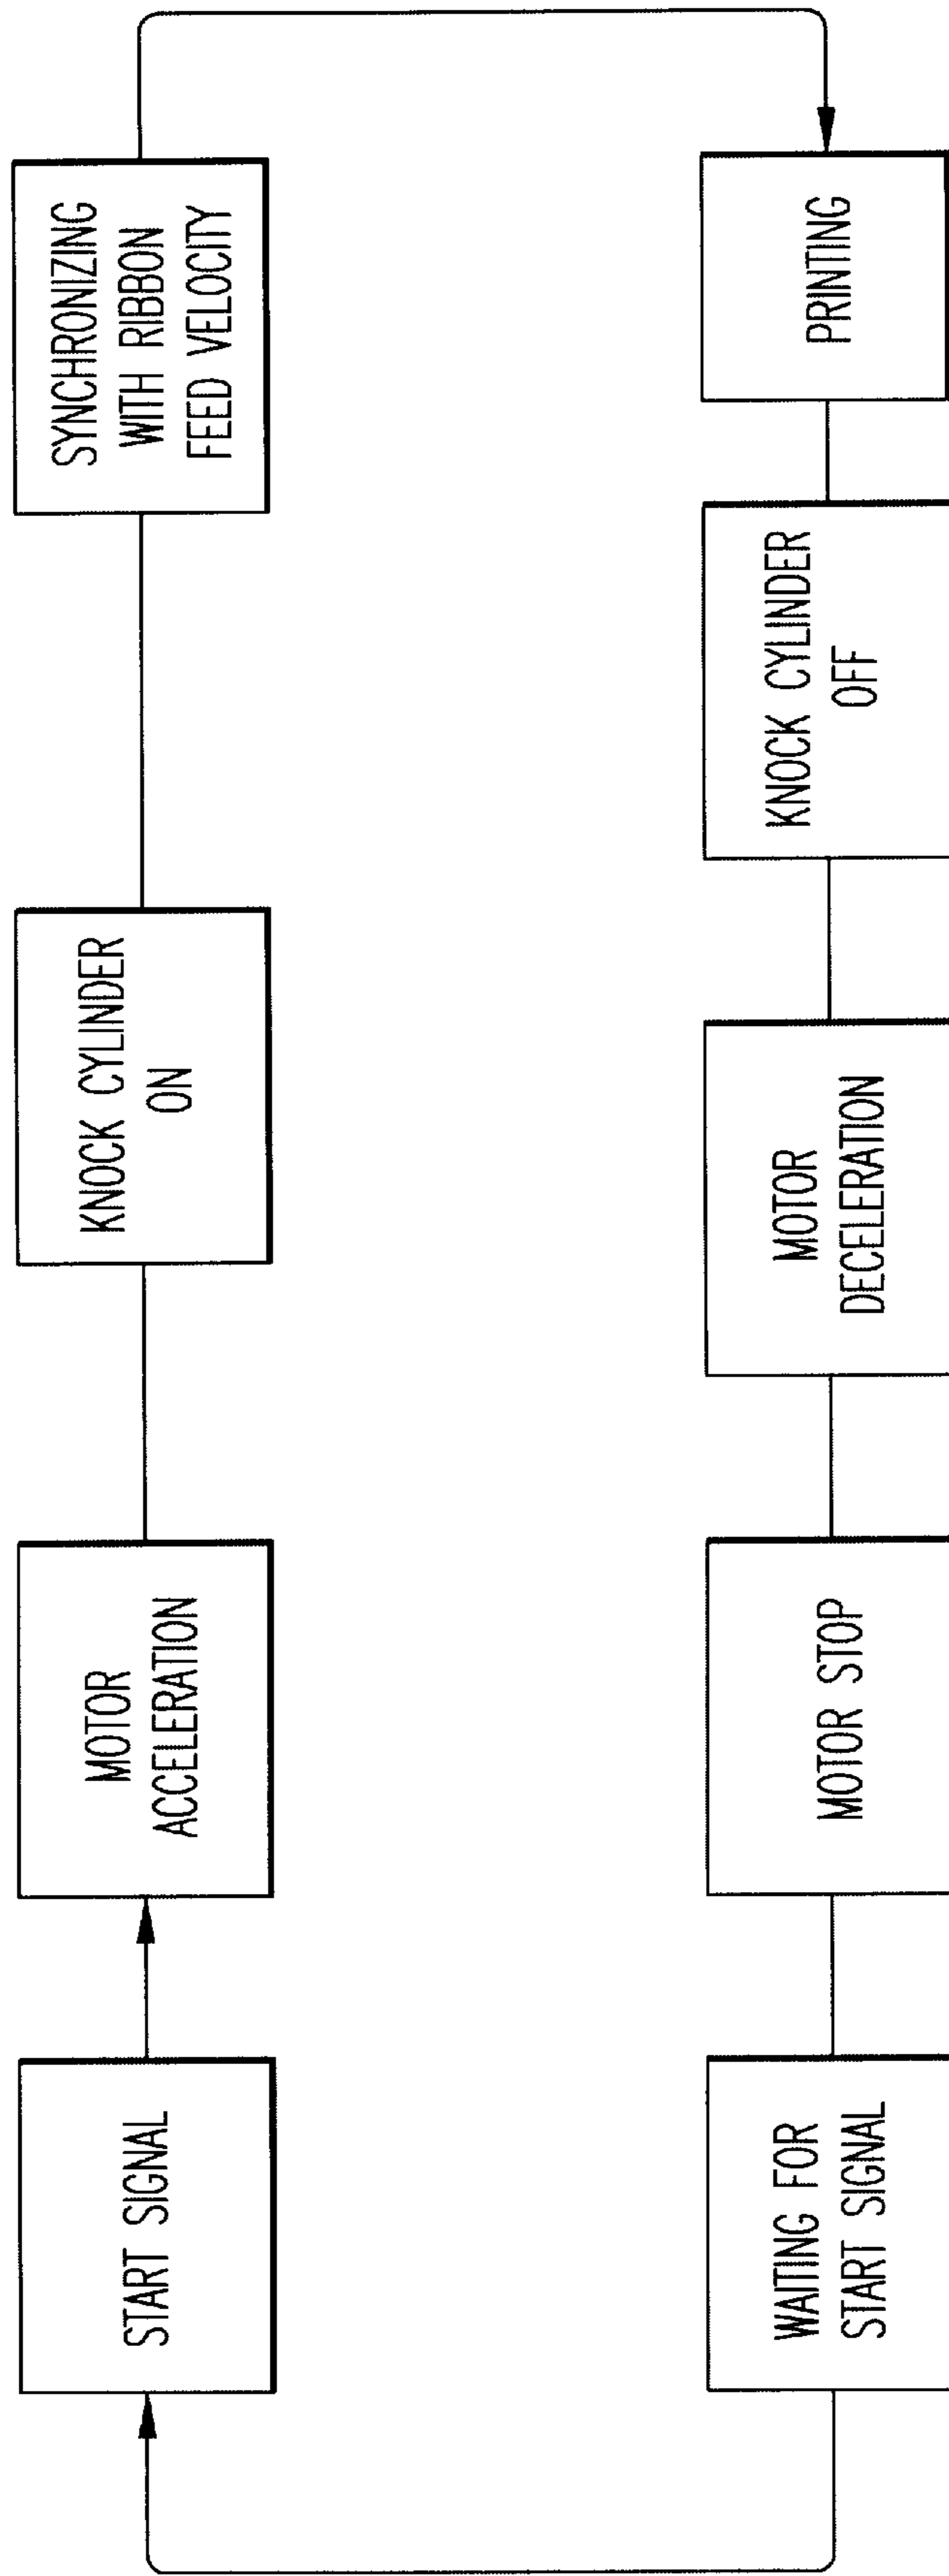 START SIGNAL
MOTOR
ACCELERATION
KNOCK CYLINDER
ON
SYNCHRONIZING
WITH RIBBON
FEED VELOCITY
PRINTING
KNOCK CYLINDER
OFF
MOTOR
DECELERATION
MOTOR STOP
WAITING FOR
START SIGNAL